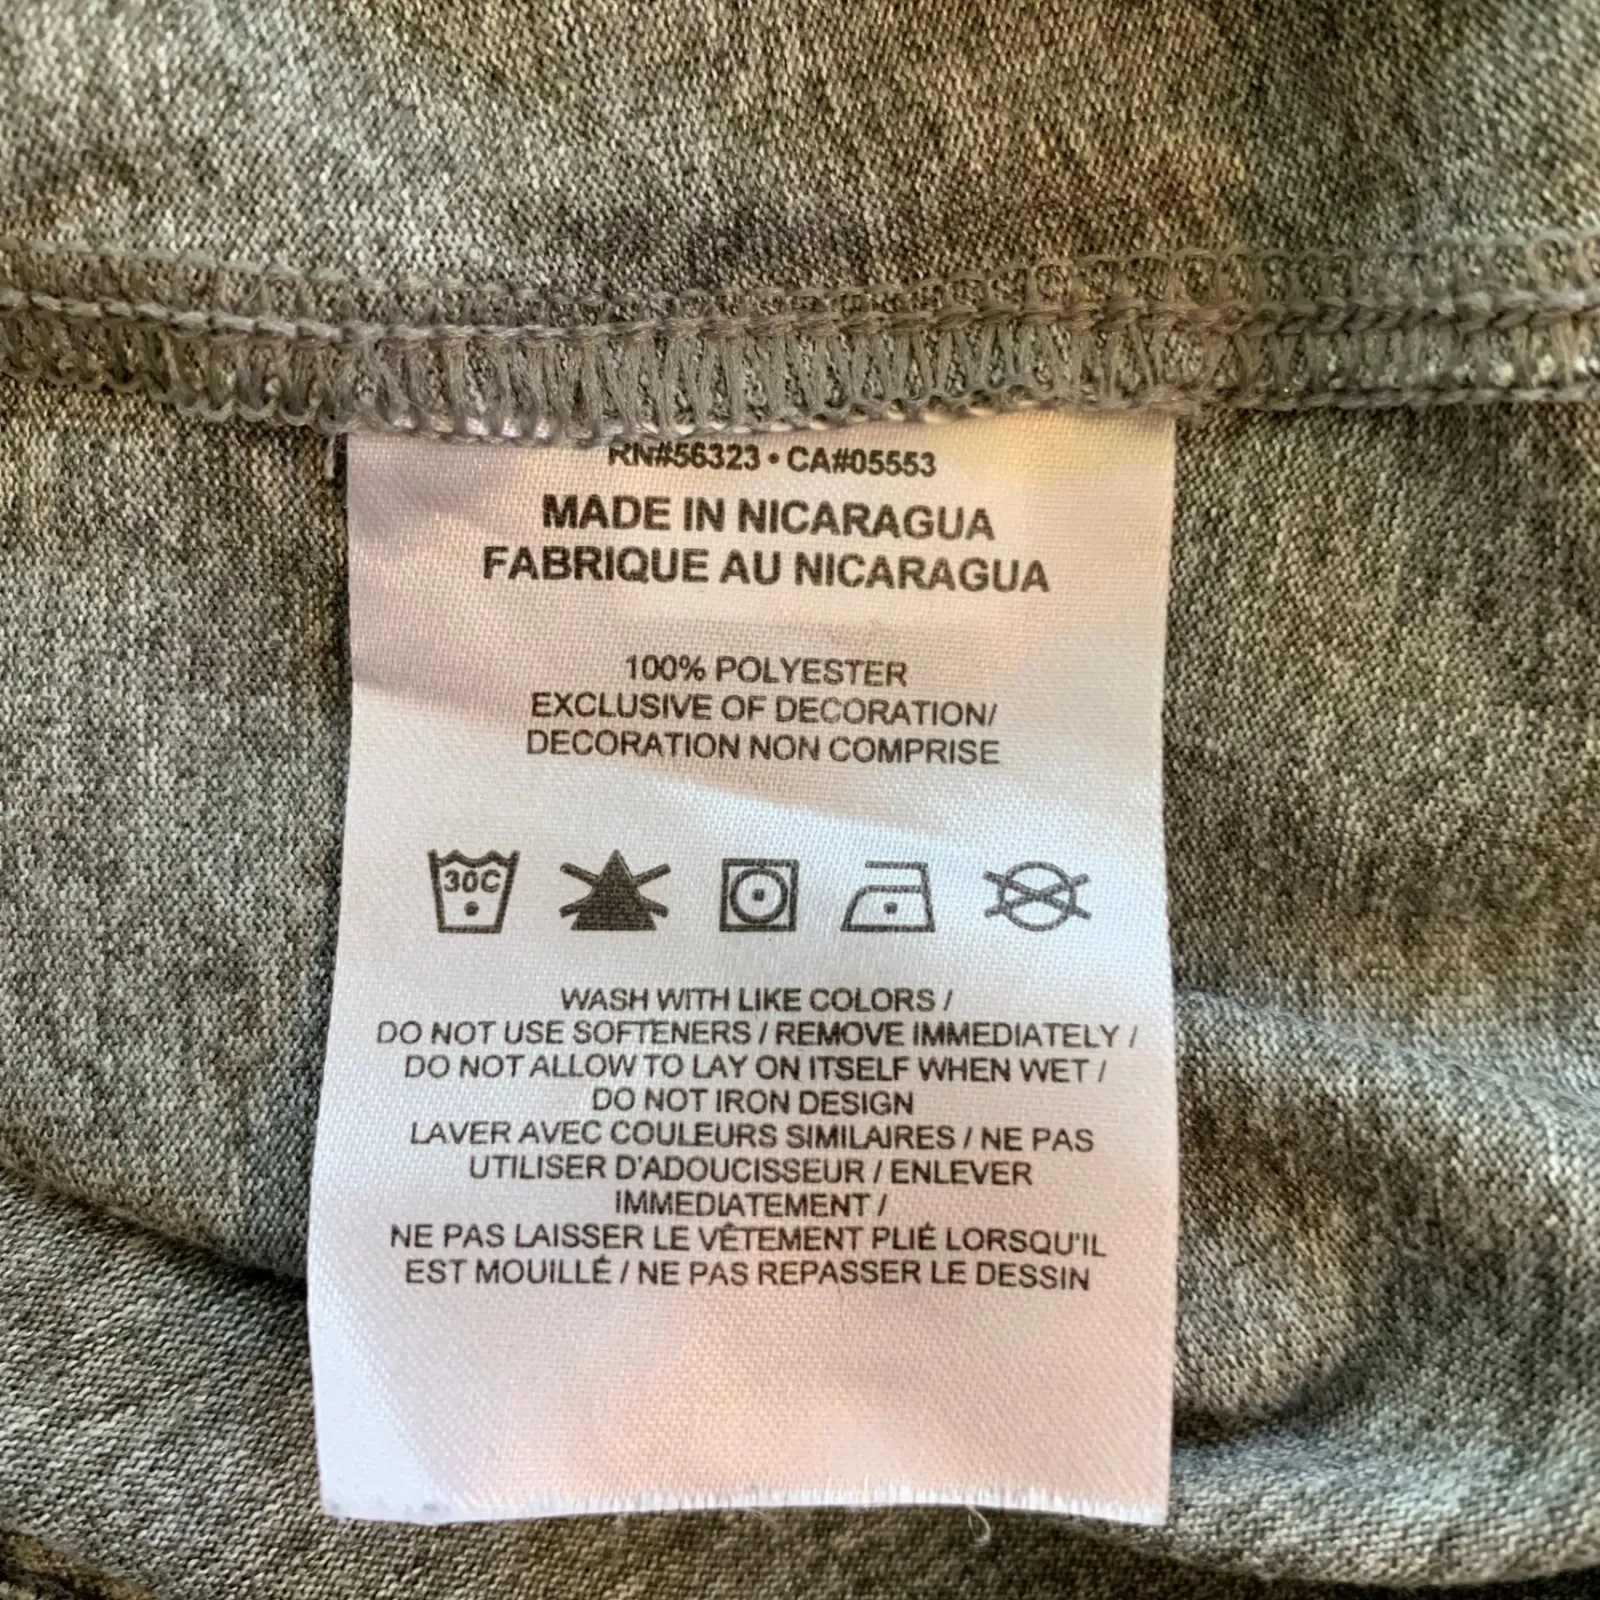 RN#56323 • CA#05553
MADE IN NICARAGUA
FABRIQUE AU NICARAGUA
100% POLYESTER
EXCLUSIVE OF DECORATION/
DECORATION NON COMPRISE
30C
WASH WITH LIKE COLORS /
DO NOT USE SOFTENERS / REMOVE IMMEDIATELY /
DO NOT ALLOW TO LAY ON ITSELF WHEN WET /
DO NOT IRON DESIGN
LAVER AVEC COULEURS SIMILAIRES / NE PAS
UTILISER D'ADOUCISSEUR / ENLEVER
IMMEDIATEMENT /
NE PAS LAISSER LE VÊTEMENT PLIÉ LORSQU'IL
EST MOUILLÉ / NE PAS REPASSER LE DESSIN